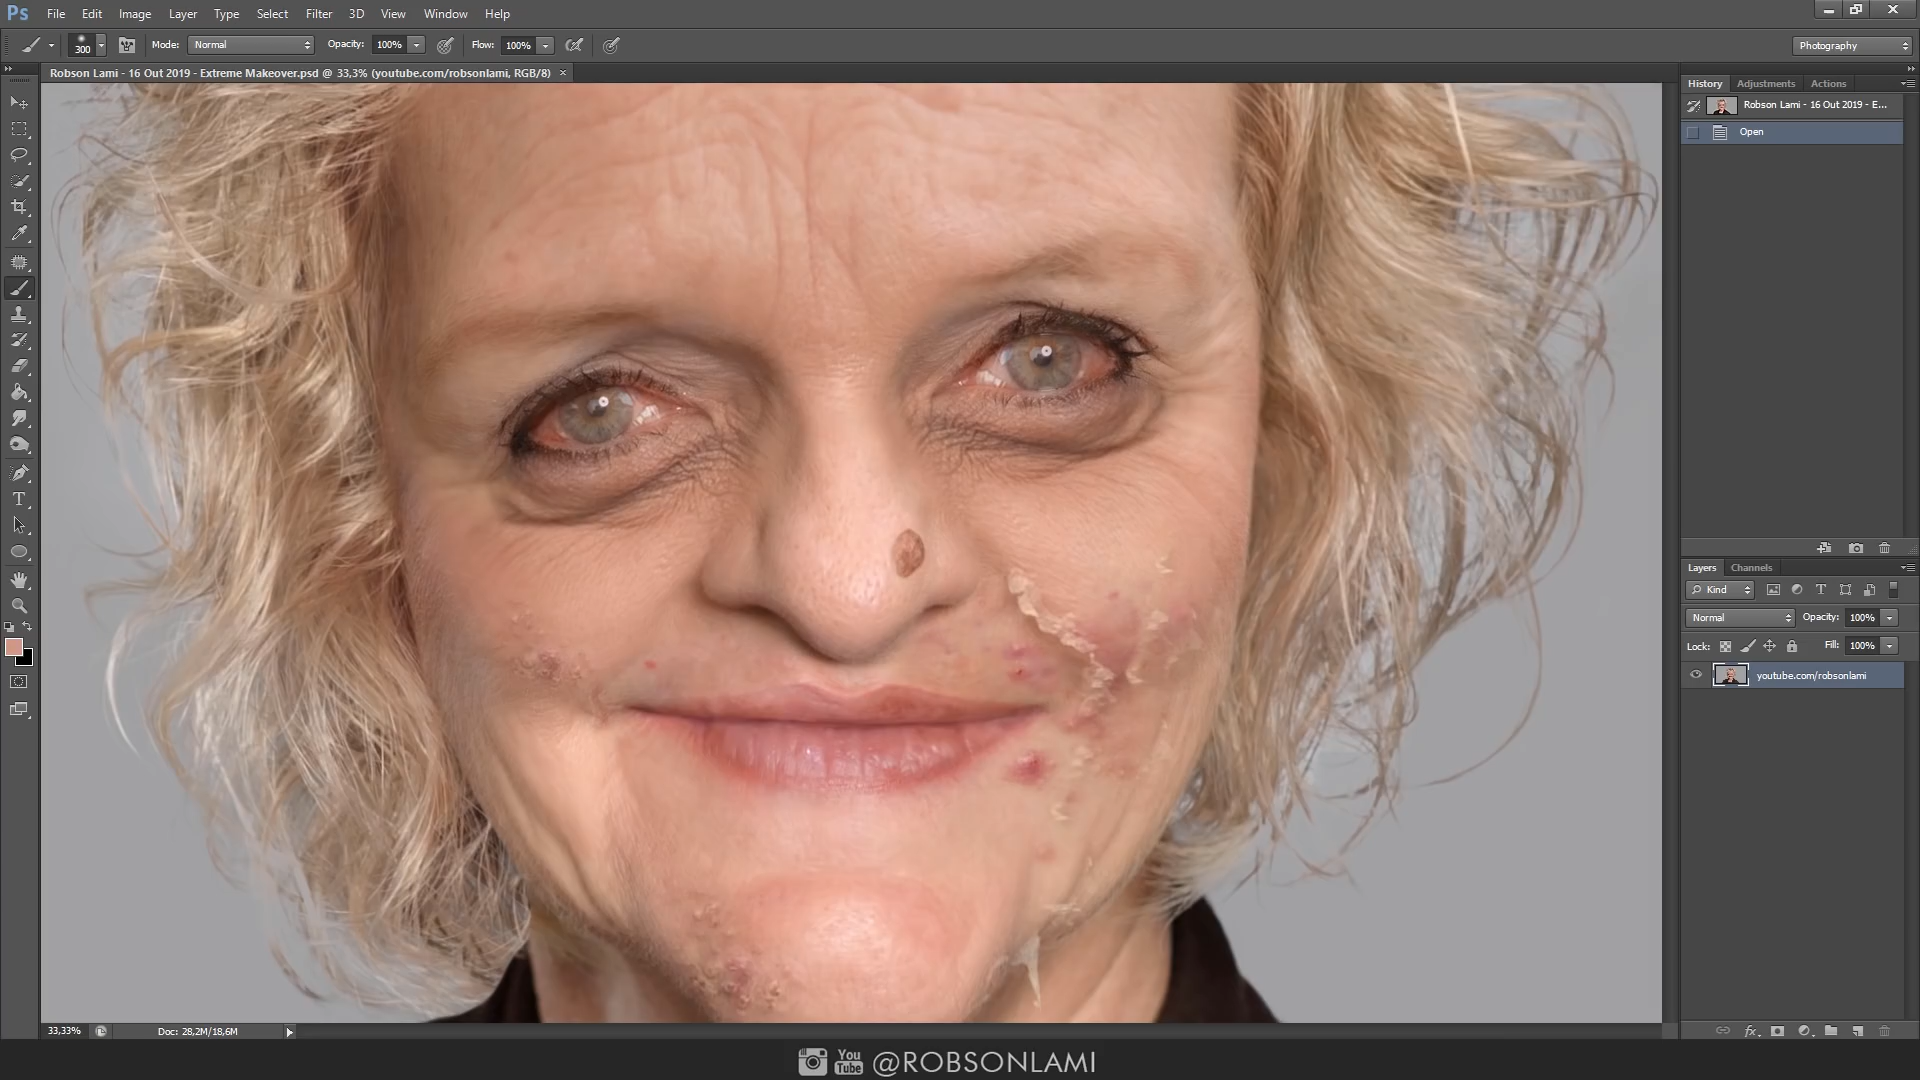 Ps File Edit Image Layer Type Select Filter 3D View Window Help
300 Mode: Normal Opacity: 100% Flow: 100% Photography
Robson Lami - 16 Out 2019 - Extreme Makeover.psd @ 33,3% (youtube.com/robsonlami, RGB/8) ×
History Adjustments Actions
Robson Lami - 16 Out 2019 - E...
Open
T
Layers Channels
Kind T
Normal Opacity: 100%
Lock: Fill: 100%
youtube.com/robsonlami
33,33% Doc: 28,2M/18,6M
fx
You
Tube
@ROBSONLAMI